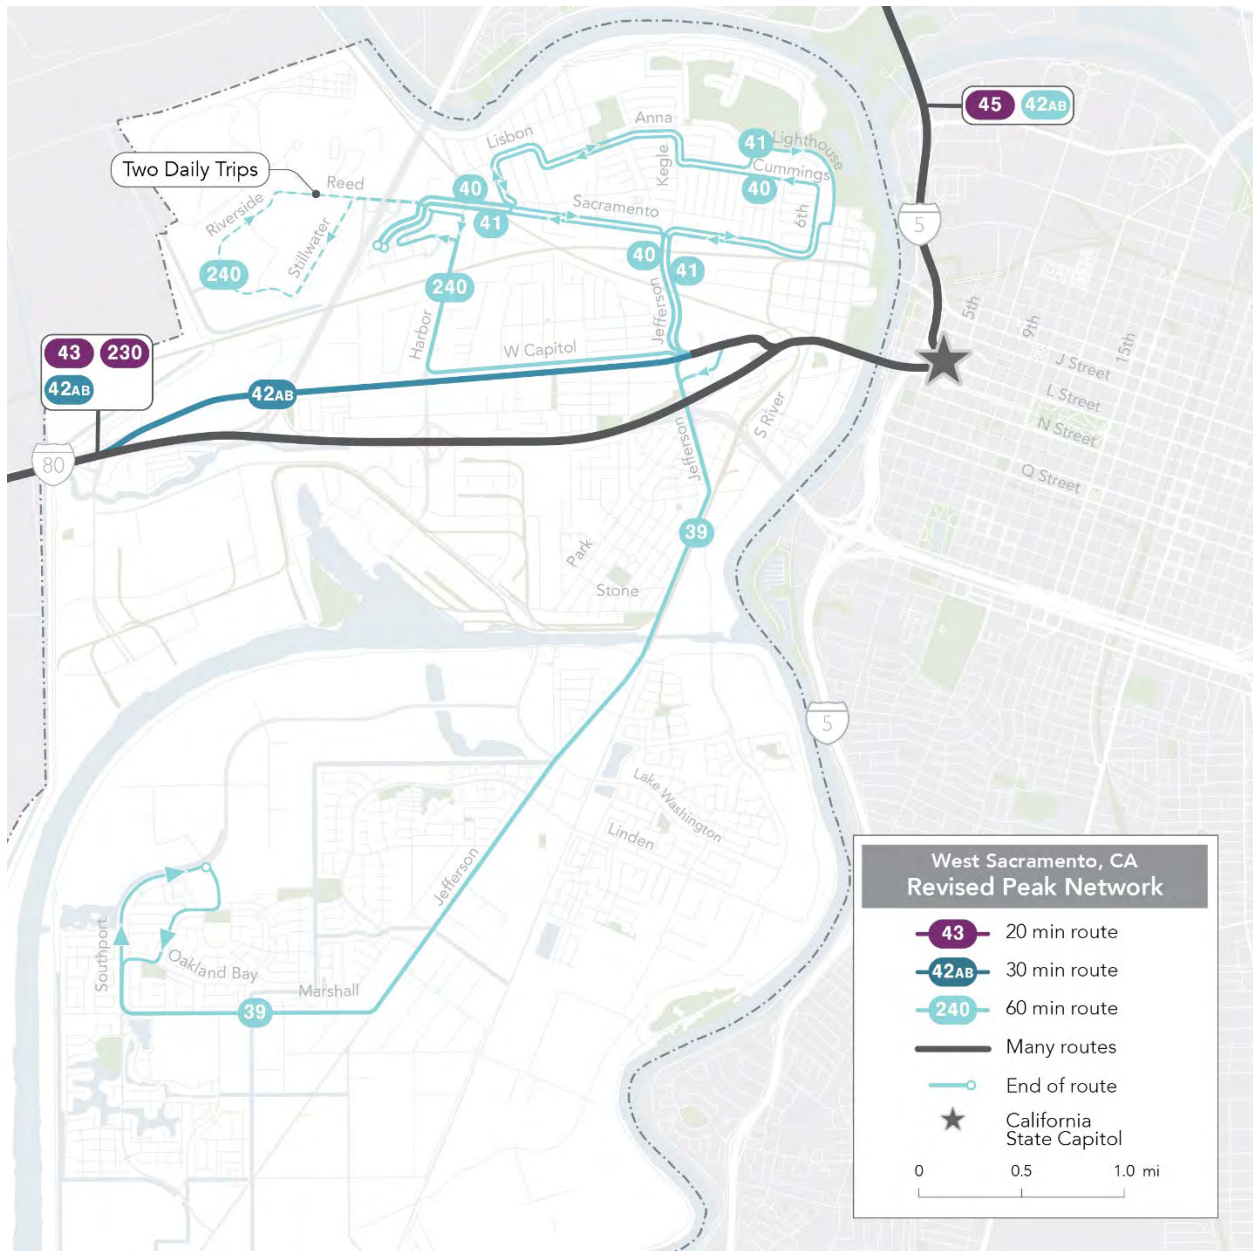 45 42AB
Anna
Lisbon
41 Lighthouse
Kegle
Cummings
Two Daily Trips
Reed
40
40
Riverside
Sacramento
6th
41
5
Stillwater
40
41
240
240
5th
Jefferson
9th
15th
Harbor
43 230
W Capitol
J Street
42AB
42AB
L Street
S River
N Street
Jefferson
80
Q Street
39
Park
Stone
5
Lake Washington
Linden
Jefferson
Southport
Oakland Bay
Marshall
39
West Sacramento, CA
Revised Peak Network
43 20 min route
42AB 30 min route
240 60 min route
Many routes
End of route
California
State Capitol
0 0.5 1.0 mi